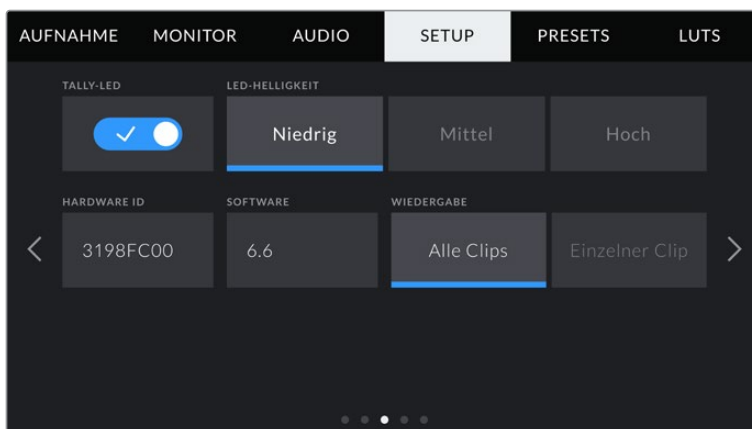 AUFNAHME MONITOR AUDIO SETUP PRESETS LUTS
TALLY-LED LED-HELLIGKEIT
Niedrig Mittel Hoch
HARDWARE ID SOFTWARE WIEDERGABE
3198FC00 6.6 Alle Clips Einzelner Clip